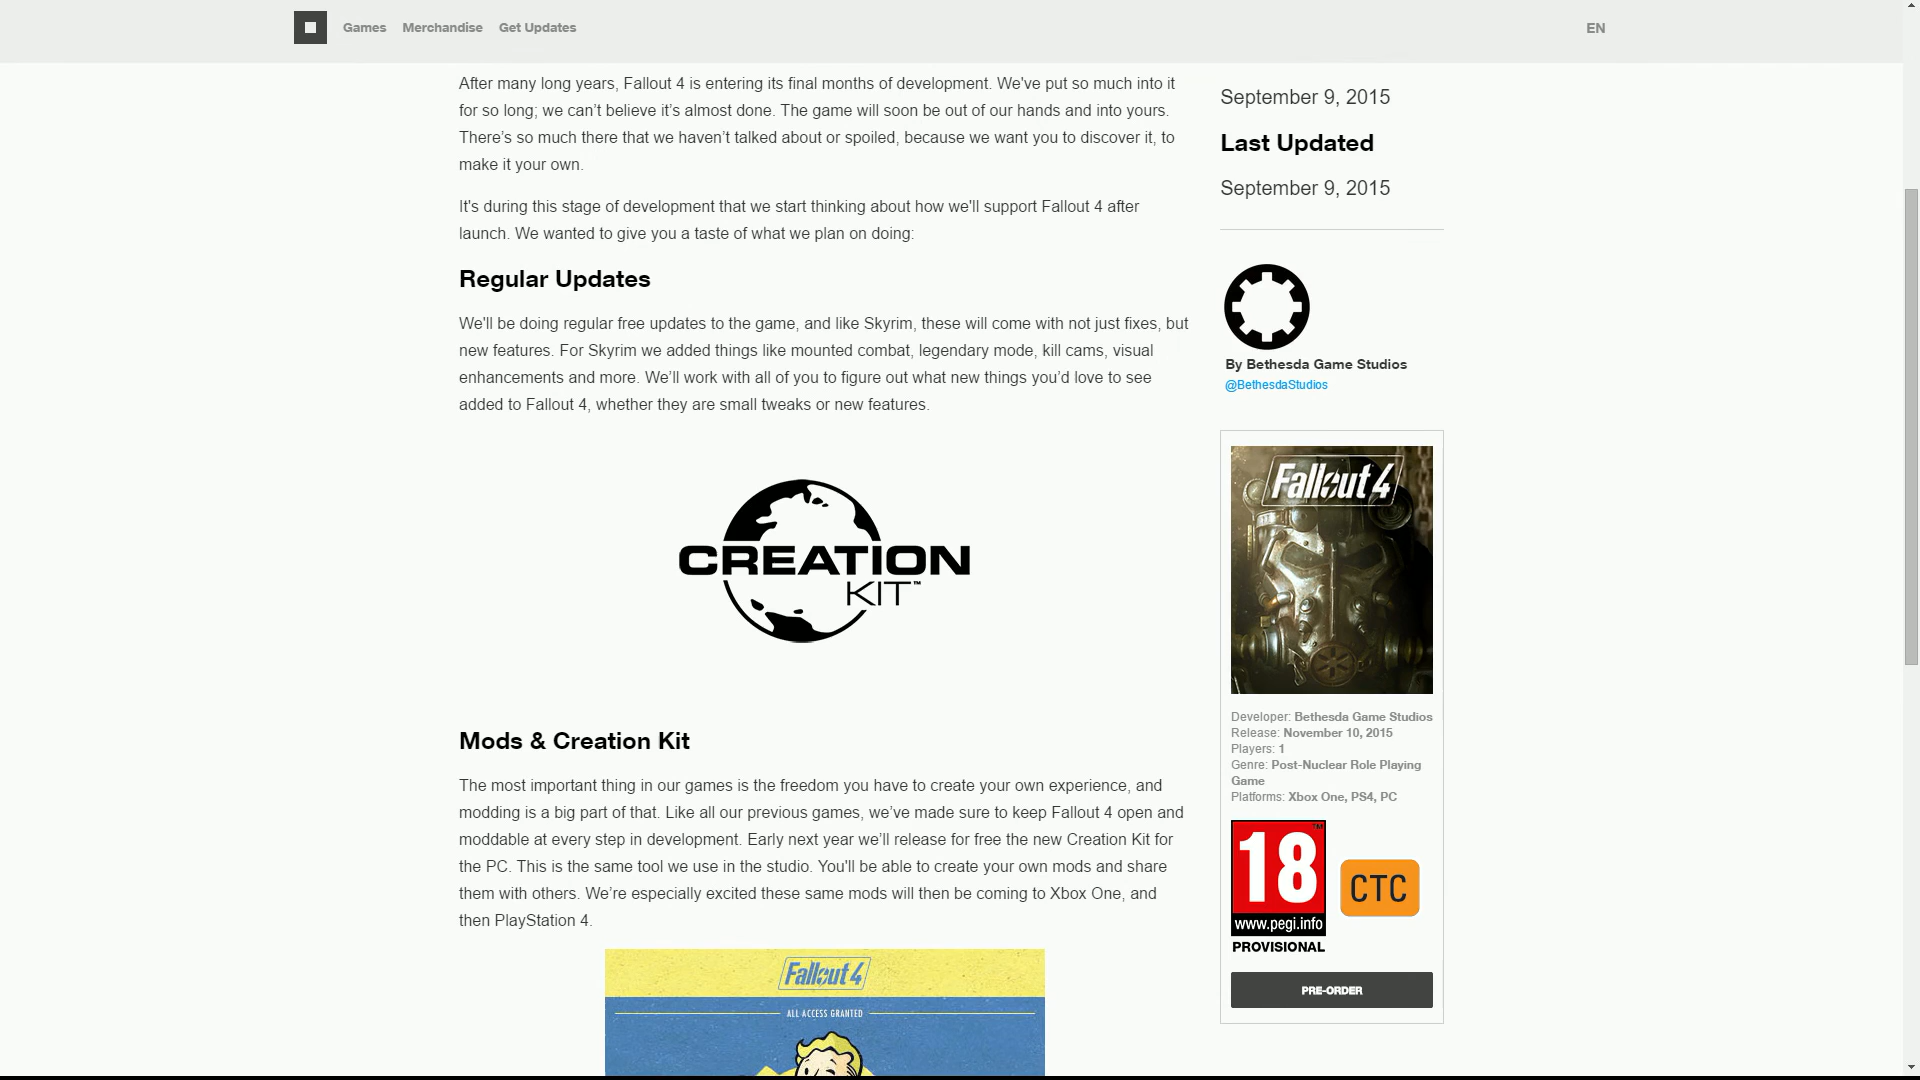 Games Merchandise Get Updates
EN
After many long years, Fallout 4 is entering its final months of development. We've put so much into it
for so long; we can’t believe it’s almost done. The game will soon be out of our hands and into yours.
There’s so much there that we haven’t talked about or spoiled, because we want you to discover it, to
make it your own.
It's during this stage of development that we start thinking about how we'll support Fallout 4 after
launch. We wanted to give you a taste of what we plan on doing:
Regular Updates
We'll be doing regular free updates to the game, and like Skyrim, these will come with not just fixes, but
new features. For Skyrim we added things like mounted combat, legendary mode, kill cams, visual
enhancements and more. We’ll work with all of you to figure out what new things you’d love to see
added to Fallout 4, whether they are small tweaks or new features.
CREATION
KIT™
Mods & Creation Kit
The most important thing in our games is the freedom you have to create your own experience, and
modding is a big part of that. Like all our previous games, we’ve made sure to keep Fallout 4 open and
moddable at every step in development. Early next year we’ll release for free the new Creation Kit for
the PC. This is the same tool we use in the studio. You'll be able to create your own mods and share
them with others. We’re especially excited these same mods will then be coming to Xbox One, and
then PlayStation 4.
Fallout 4
ALL ACCESS GRANTED
September 9, 2015
Last Updated
September 9, 2015
By Bethesda Game Studios
@BethesdaStudios
Fallout 4
Developer: Bethesda Game Studios
Release: November 10, 2015
Players: 1
Genre: Post-Nuclear Role Playing
Game
Platforms: Xbox One, PS4, PC
18™
www.pegi.info
PROVISIONAL
CTC
PRE-ORDER